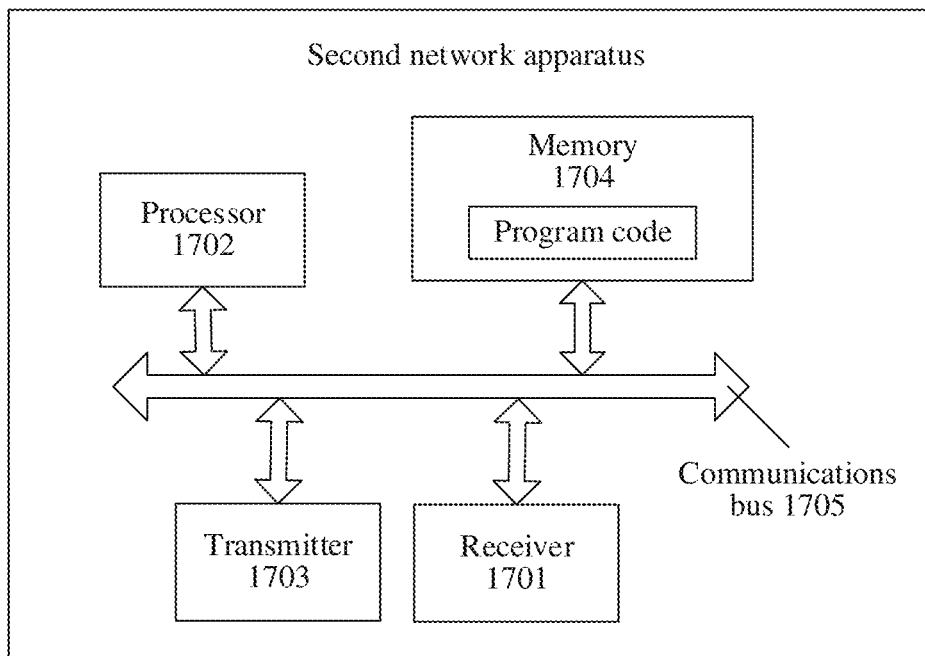 Second network apparatus
Memory
1704
Program code
Processor
1702
Communications
bus 1705
Transmitter
1703
Receiver
1701